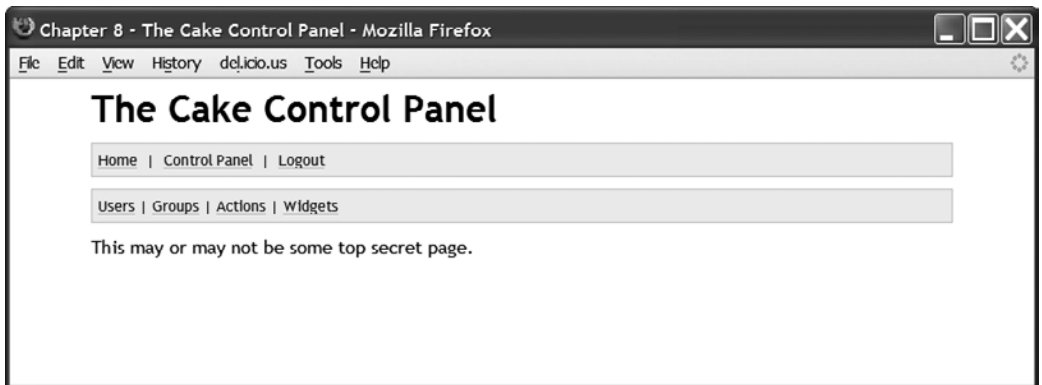 Chapter 8 - The Cake Control Panel - Mozilla Firefox
File Edit View History del.icio.us Tools Help
The Cake Control Panel
Home | Control Panel | Logout
Users | Groups | Actions | Widgets
This may or may not be some top secret page.